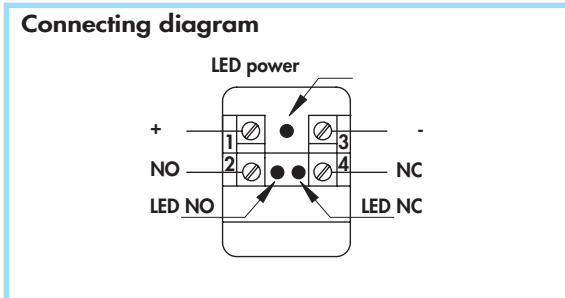 Connecting diagram
LED power
+ 1 3 -
NO 2 4 NC
LED NO LED NC